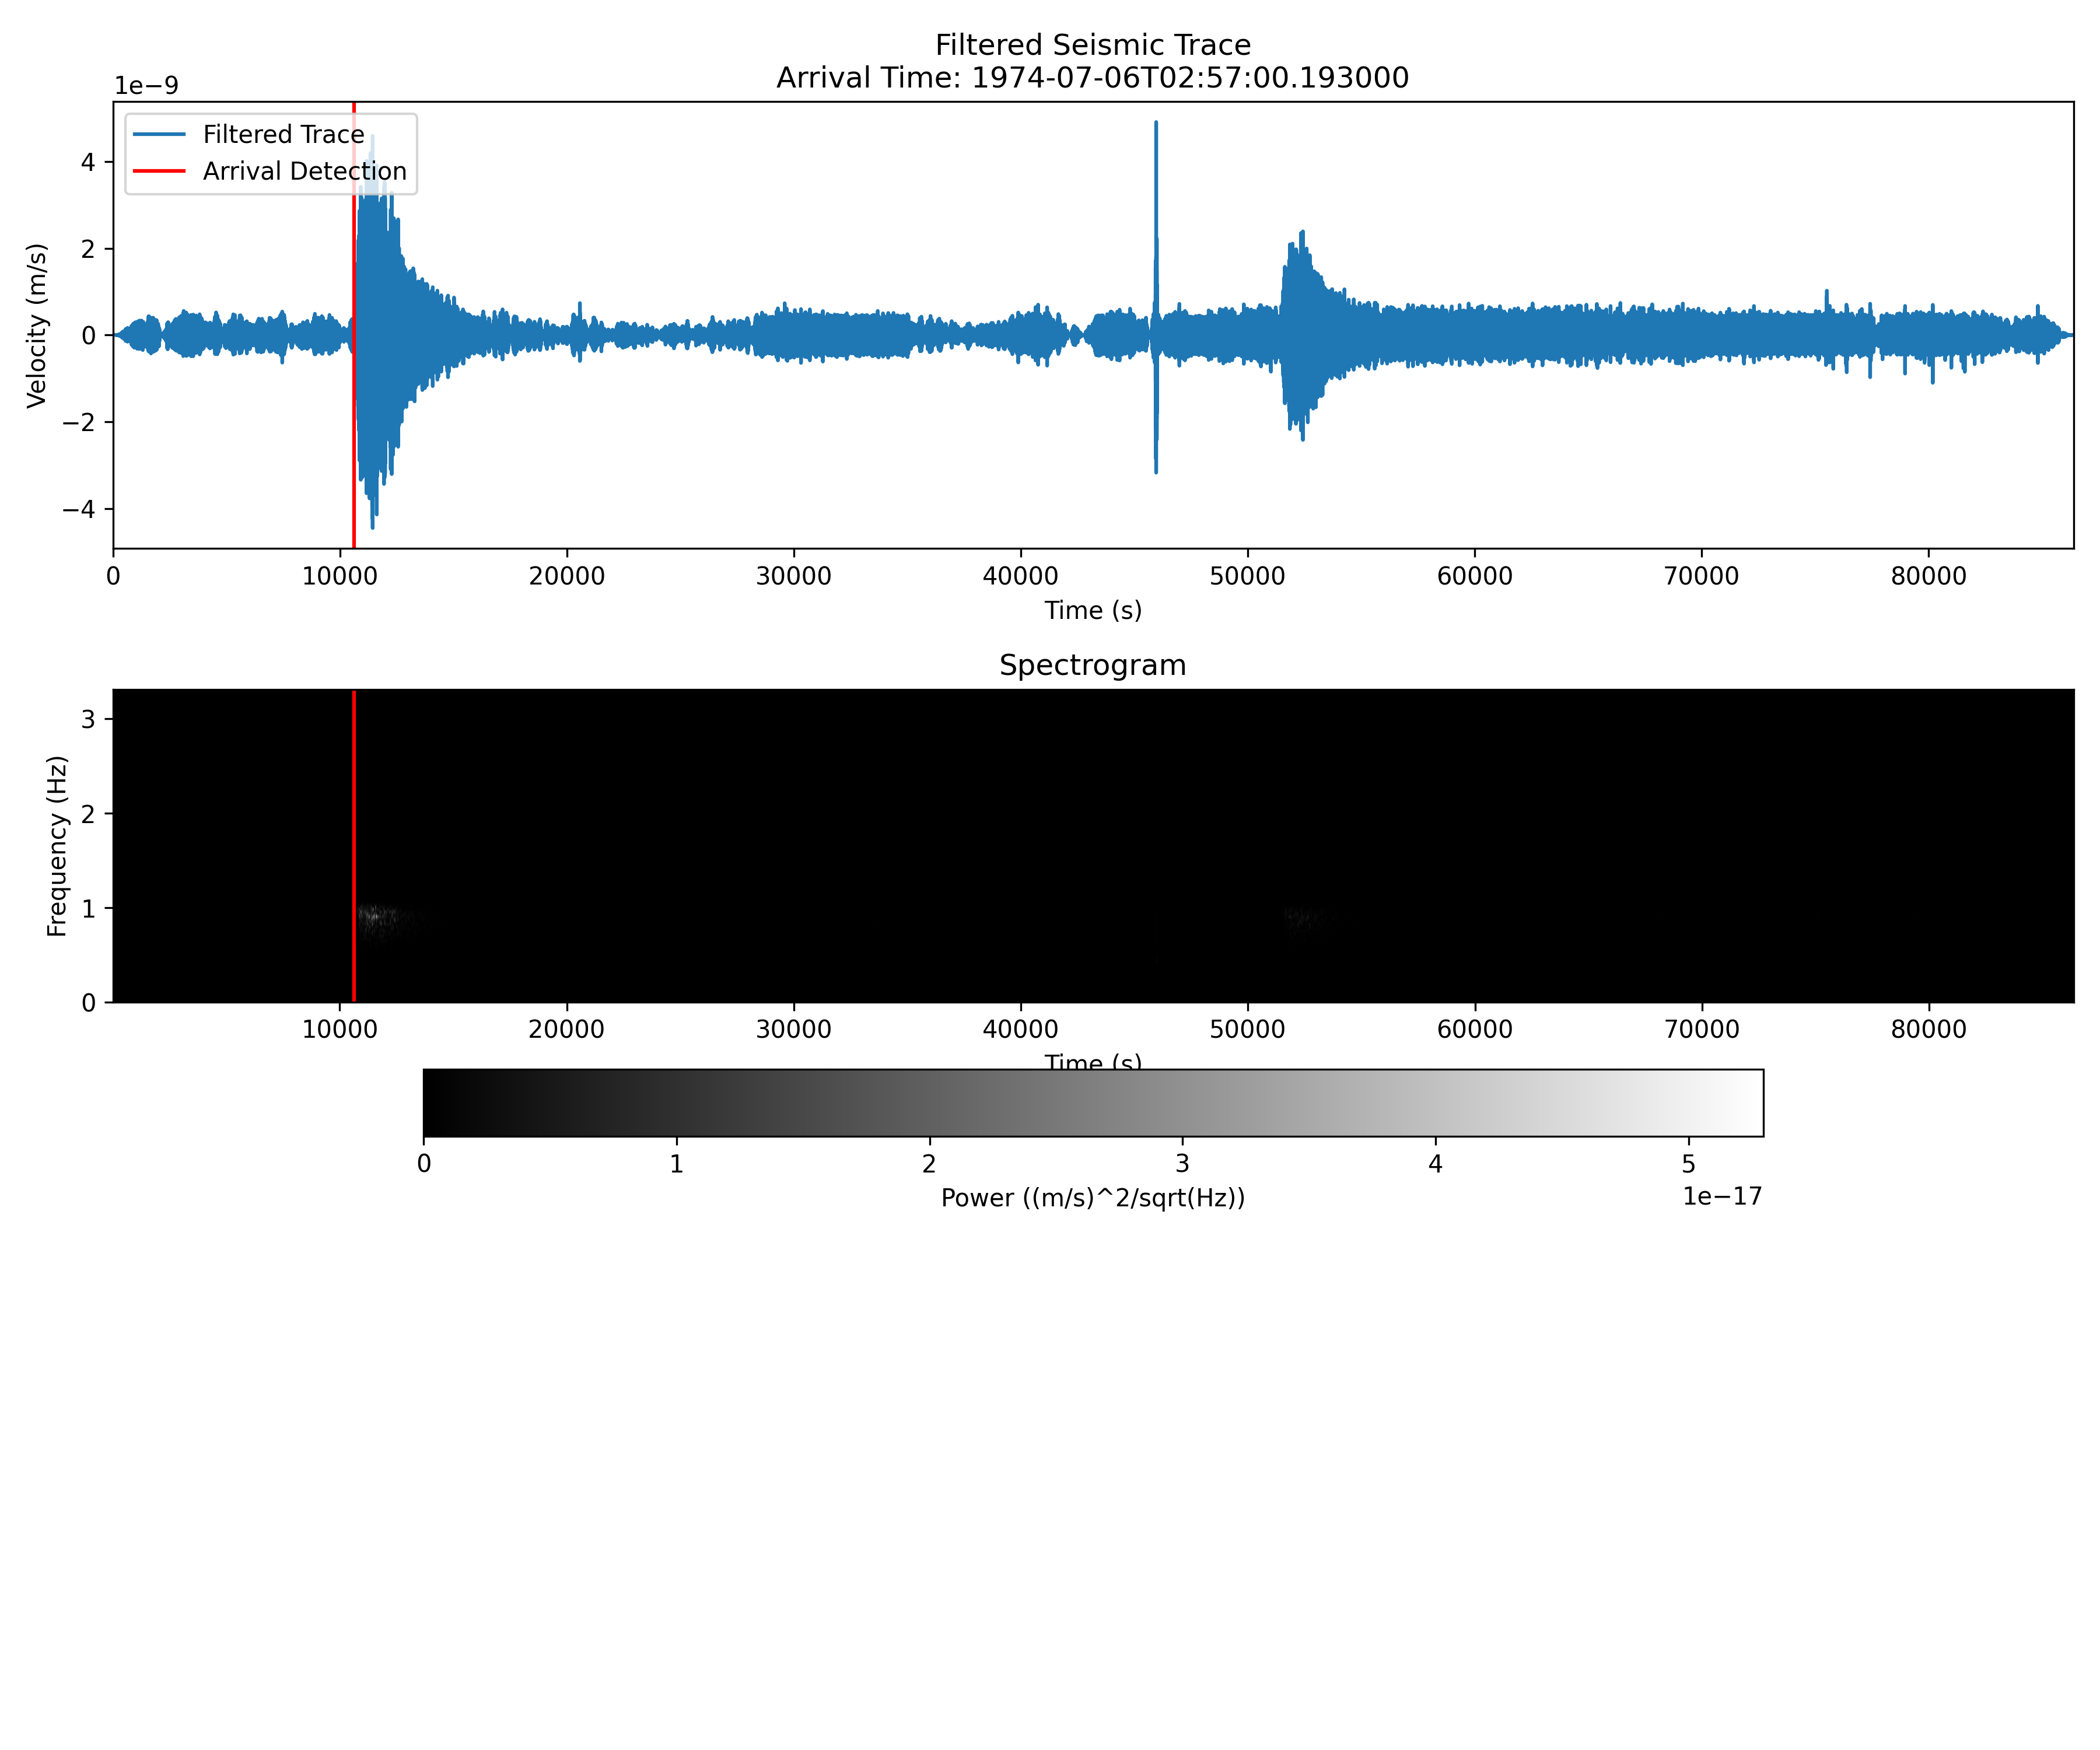 Filtered Seismic Trace
Arrival Time: 1974-07-06T02:57:00.193000
1e−9
Filtered Trace
Arrival Detection
4
2
0
−2
−4
Velocity (m/s)
0 10000 20000 30000 40000 50000 60000 70000 80000
Time (s)
Spectrogram
3
2
1
0
Frequency (Hz)
10000 20000 30000 40000 50000 60000 70000 80000
Time (s)
0 1 2 3 4 5
1e−17
Power ((m/s)^2/sqrt(Hz))